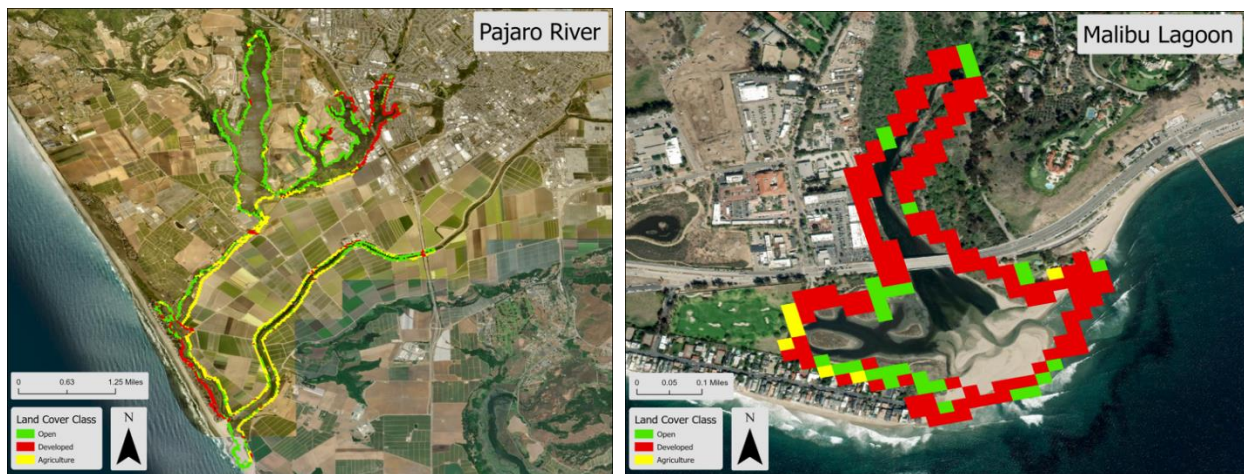 Pajaro River
0 0.63 1.25 Miles
Land Cover Class
Open
Developed
Agriculture
N
Malibu Lagoon
0 0.05 0.1 Miles
Land Cover Class
Open
Developed
Agriculture
N